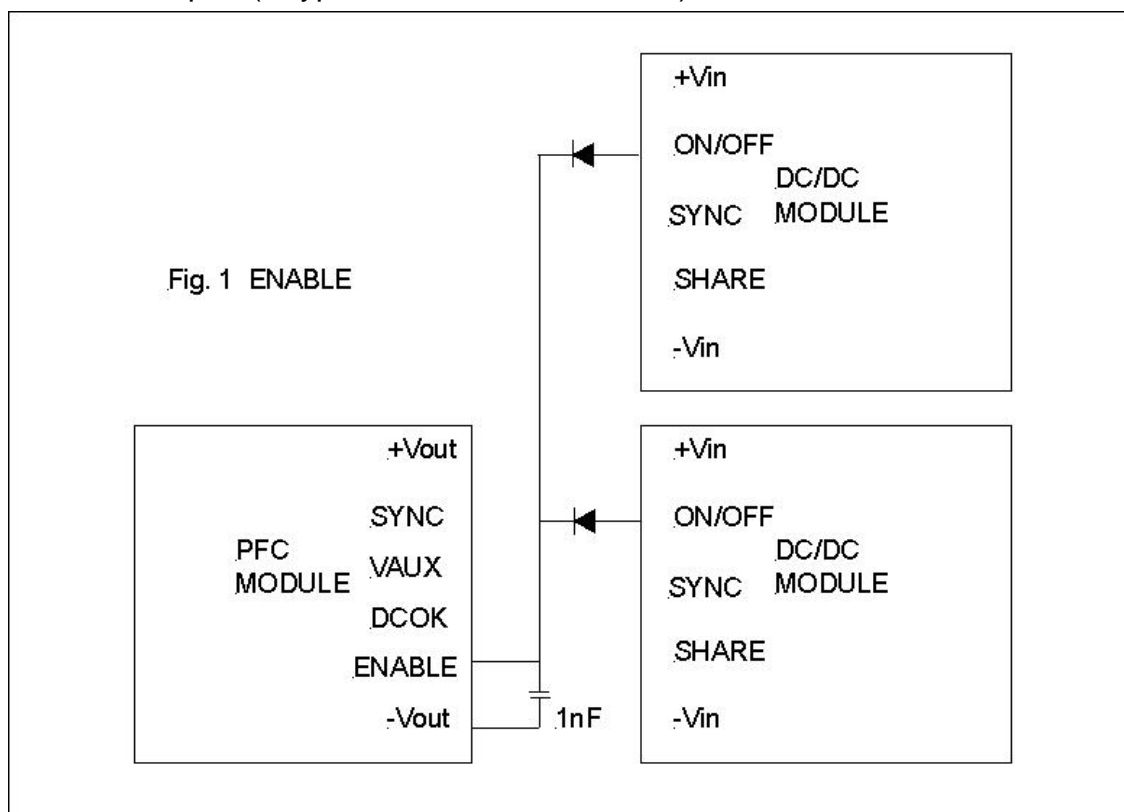 +Vin
ON/OFF
DC/DC
SYNC MODULE
SHARE
-Vin
Fig. 1 ENABLE
+Vout
SYNC
PFC
MODULE VAUX
DCOK
ENABLE
-Vout
1nF
+Vin
ON/OFF
DC/DC
SYNC MODULE
SHARE
-Vin